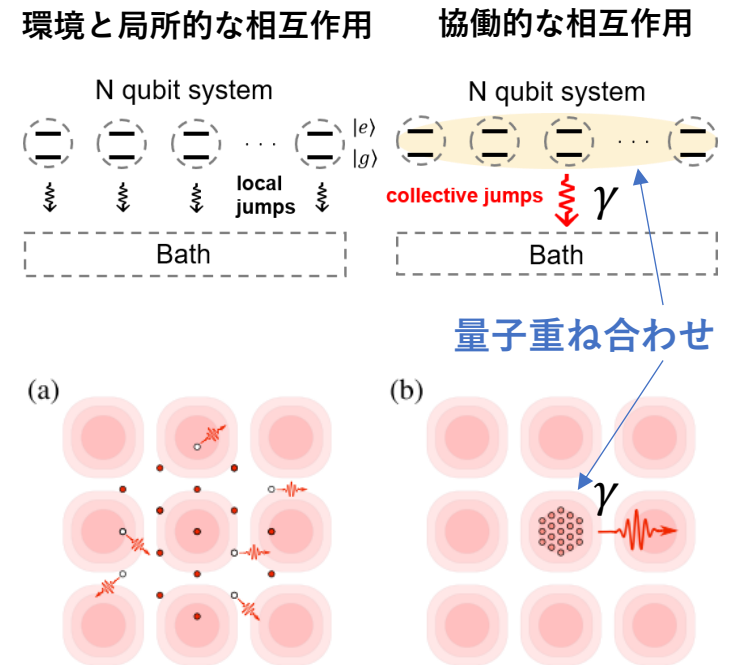 環境と局所的な相互作用
協働的な相互作用
N qubit system
|e⟩
|g⟩
local
jumps
Bath
N qubit system
collective jumps
γ
Bath
量子重ね合わせ
(a)
(b)
γ